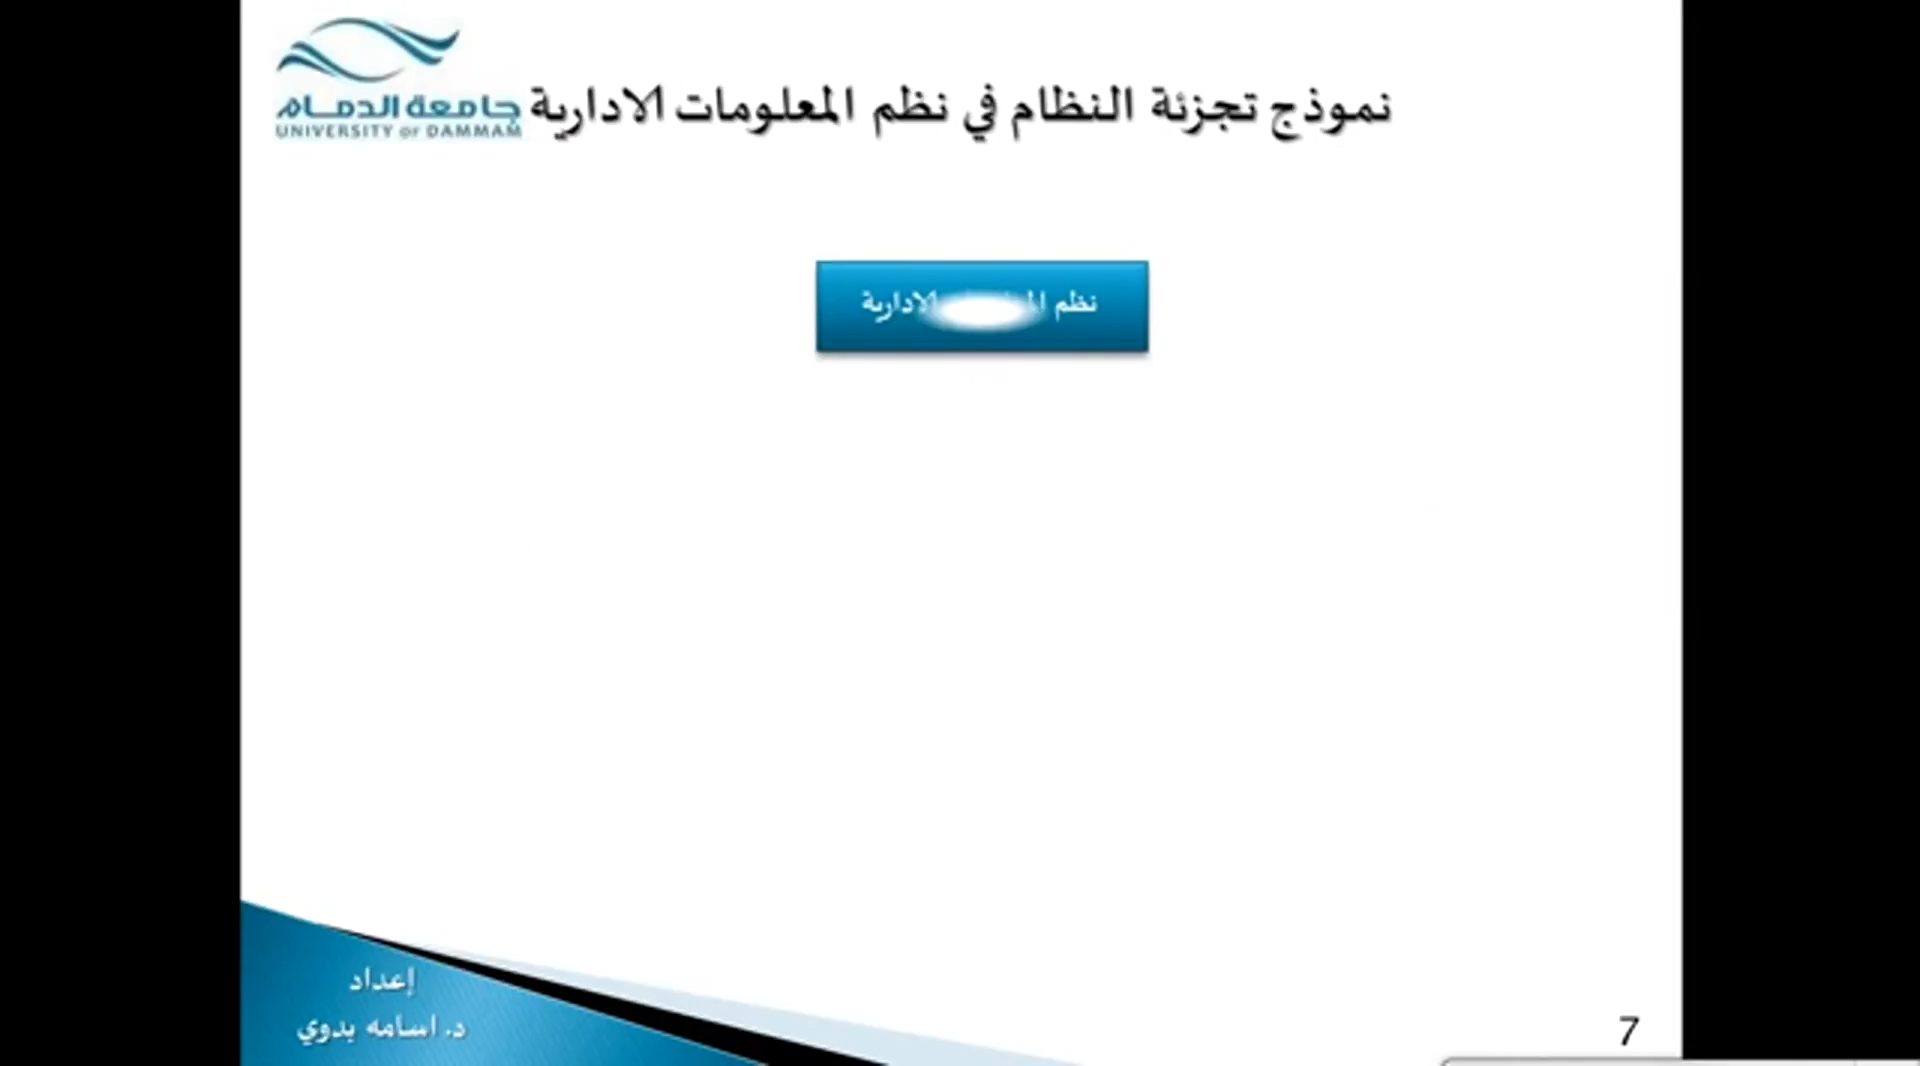 جامعة الدمام
UNIVERSITY OF DAMMAM
نموذج تجزئة النظام في نظم المعلومات الادارية
نظم الادارية
إعداد
د. اسامه بدوي
7